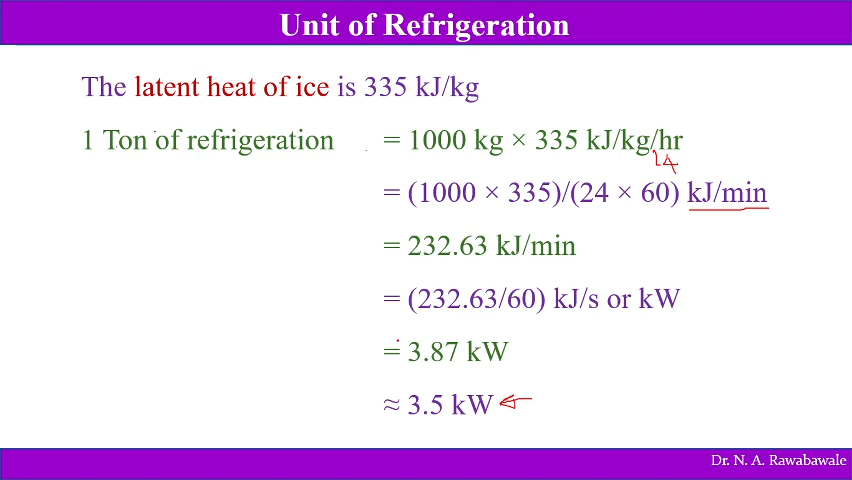 Unit of Refrigeration
The latent heat of ice is 335 kJ/kg
1 Ton of refrigeration = 1000 kg × 335 kJ/kg/hr
24
= (1000 × 335)/(24 × 60) kJ/min
= 232.63 kJ/min
= (232.63/60) kJ/s or kW
= 3.87 kW
≈ 3.5 kW
Dr. N. A. Rawabawale